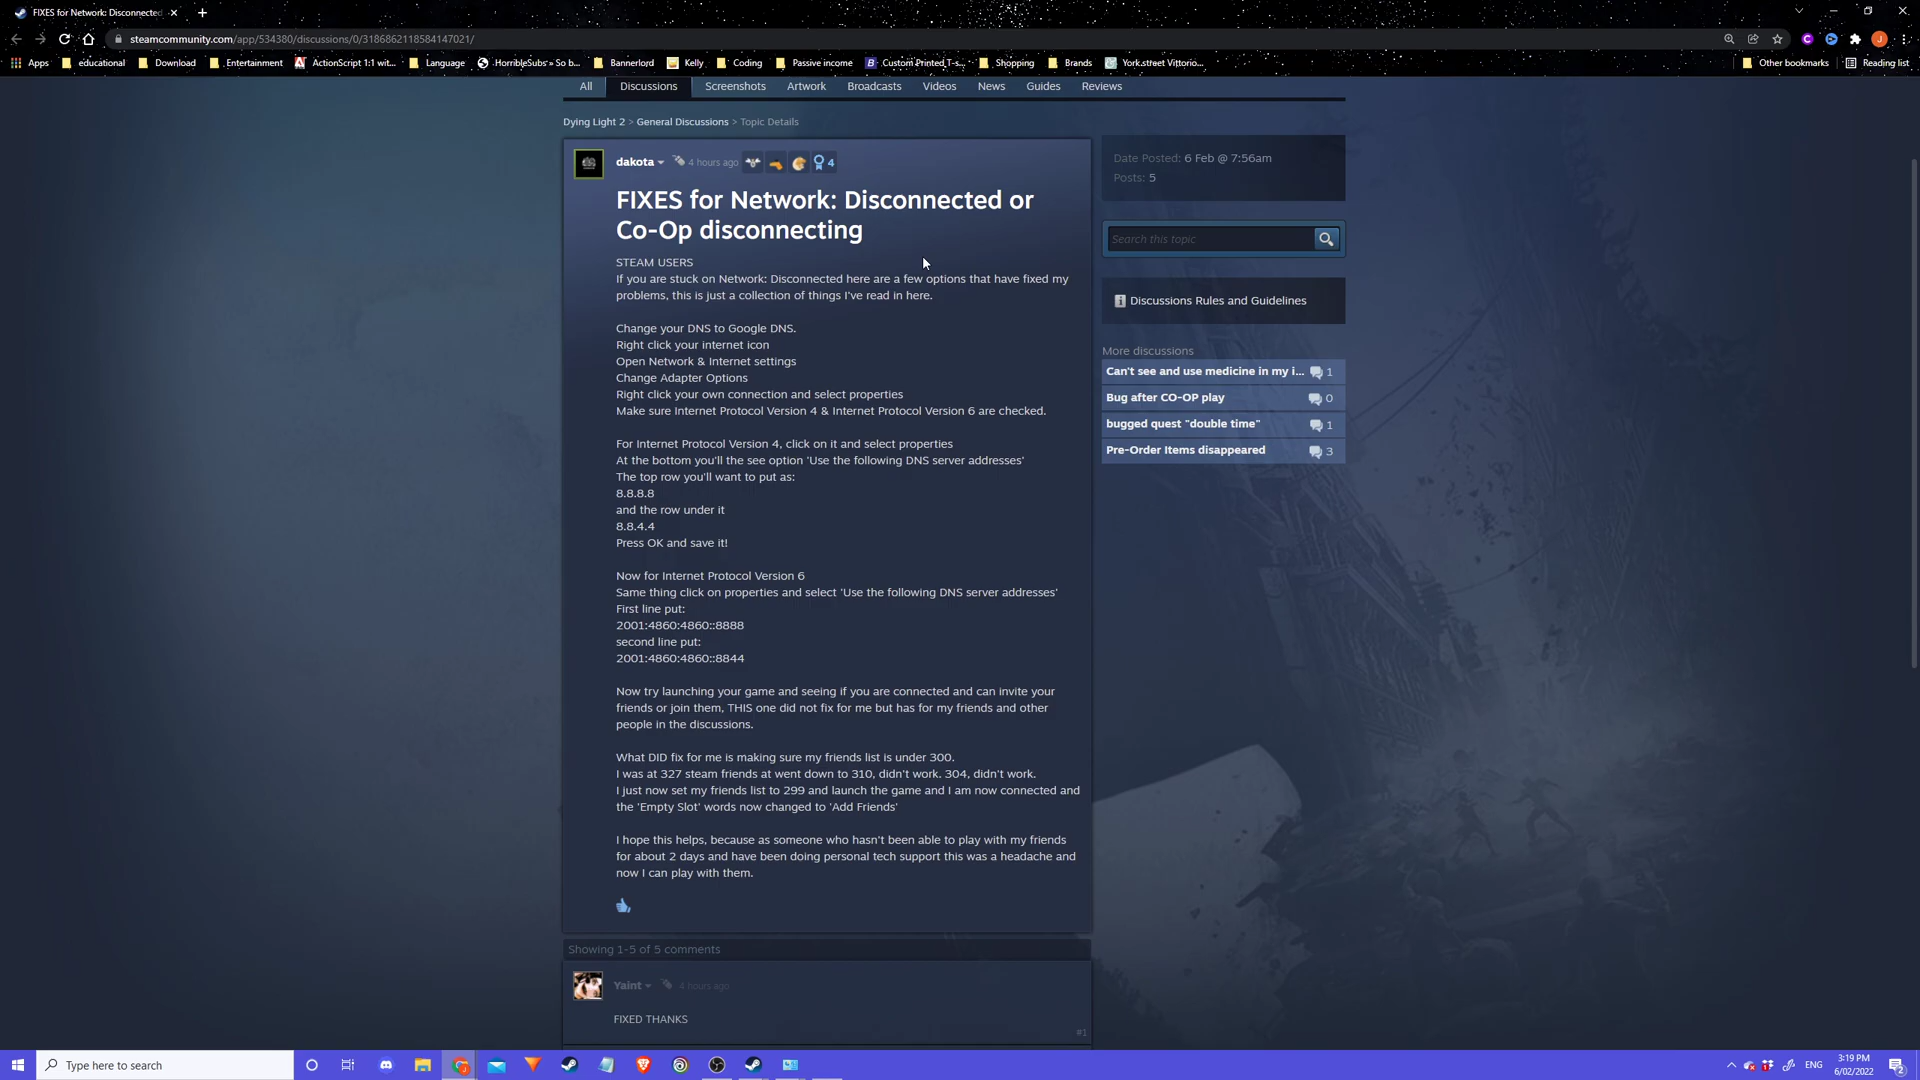 FIXES for Network: Disconnected
steamcommunity.com/app/534380/discussions/0/3186862118584147021/
Apps educational Download Entertainment ActionScript 1:1 wit... Language HorribleSubs » So b... Bannerlord Kelly Coding Passive income Custom Printed T-s... Shopping Brands York.street Vittorio... Other bookmarks Reading list
All Discussions Screenshots Artwork Broadcasts Videos News Guides Reviews
Dying Light 2 > General Discussions > Topic Details
dakota 4 hours ago 4
FIXES for Network: Disconnected or
Co-Op disconnecting
STEAM USERS
If you are stuck on Network: Disconnected here are a few options that have fixed my
problems, this is just a collection of things I've read in here.
Change your DNS to Google DNS.
Right click your internet icon
Open Network & Internet settings
Change Adapter Options
Right click your own connection and select properties
Make sure Internet Protocol Version 4 & Internet Protocol Version 6 are checked.
For Internet Protocol Version 4, click on it and select properties
At the bottom you'll the see option 'Use the following DNS server addresses'
The top row you'll want to put as:
8.8.8.8
and the row under it
8.8.4.4
Press OK and save it!
Now for Internet Protocol Version 6
Same thing click on properties and select 'Use the following DNS server addresses'
First line put:
2001:4860:4860::8888
second line put:
2001:4860:4860::8844
Now try launching your game and seeing if you are connected and can invite your
friends or join them, THIS one did not fix for me but has for my friends and other
people in the discussions.
What DID fix for me is making sure my friends list is under 300.
I was at 327 steam friends at went down to 310, didn't work. 304, didn't work.
I just now set my friends list to 299 and launch the game and I am now connected and
the 'Empty Slot' words now changed to 'Add Friends'
I hope this helps, because as someone who hasn't been able to play with my friends
for about 2 days and have been doing personal tech support this was a headache and
now I can play with them.
Showing 1-5 of 5 comments
Yaint 4 hours ago
FIXED THANKS
#1
Date Posted: 6 Feb @ 7:56am
Posts: 5
Search this topic
Discussions Rules and Guidelines
More discussions
Can't see and use medicine in my i... 1
Bug after CO-OP play 0
bugged quest "double time" 1
Pre-Order Items disappeared 3
Type here to search
ENG
3:19 PM
6/02/2022
2